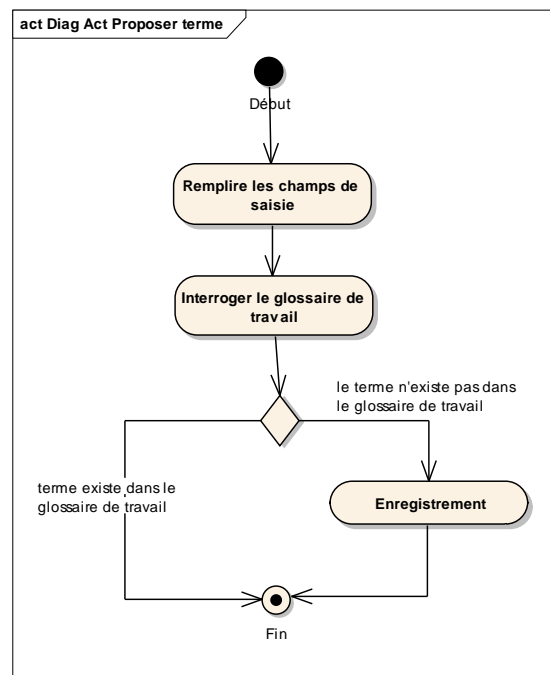 act Diag Act Proposer terme
Début
Remplire les champs de
saisie
Interroger le glossaire de
travail
le terme n'existe pas dans
le glossaire de travail
terme existe dans le
glossaire de travail
Enregistrement
Fin